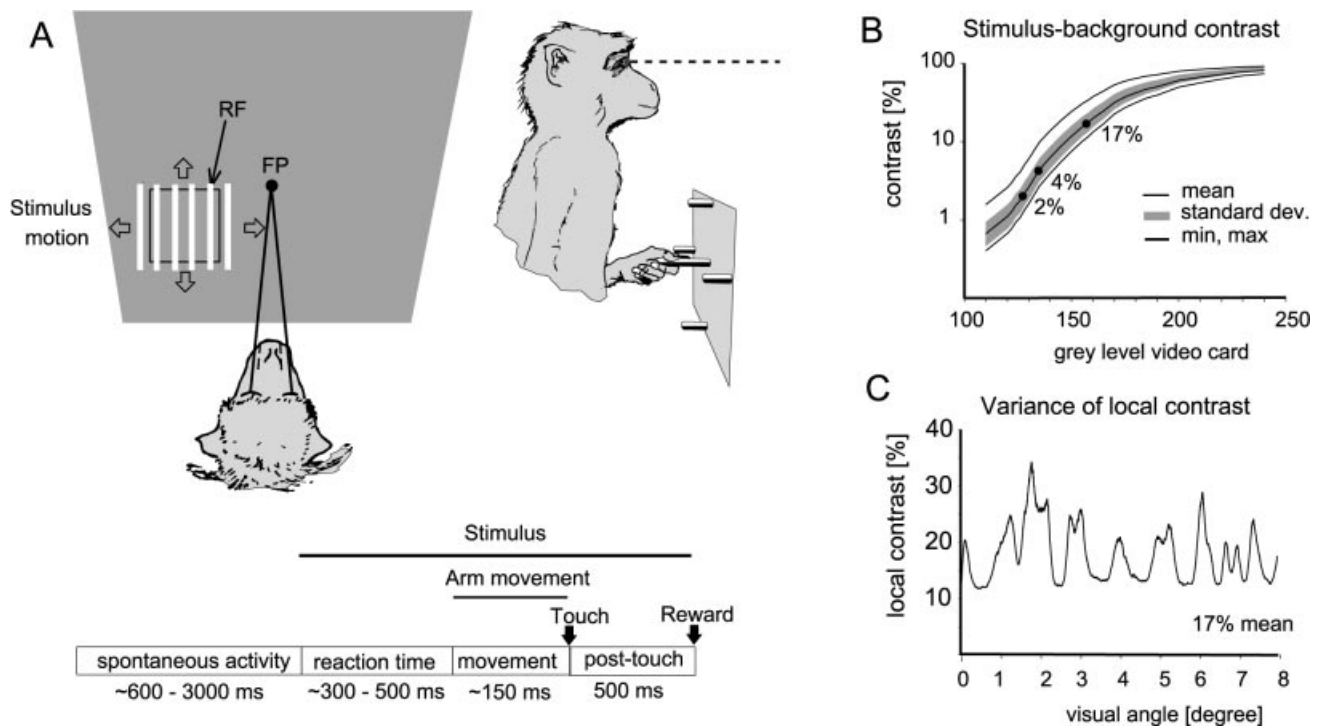 A
RF
FP
Stimulus
motion
Stimulus
Arm movement
Touch
Reward
spontaneous activity
reaction time
movement
post-touch
~600 - 3000 ms
~300 - 500 ms
~150 ms
500 ms
B
Stimulus-background contrast
contrast [%]
100
10
1
17%
4%
2%
mean
standard dev.
min, max
100 150 200 250
grey level video card
C
Variance of local contrast
local contrast [%]
40
30
20
10
17% mean
0 1 2 3 4 5 6 7 8
visual angle [degree]